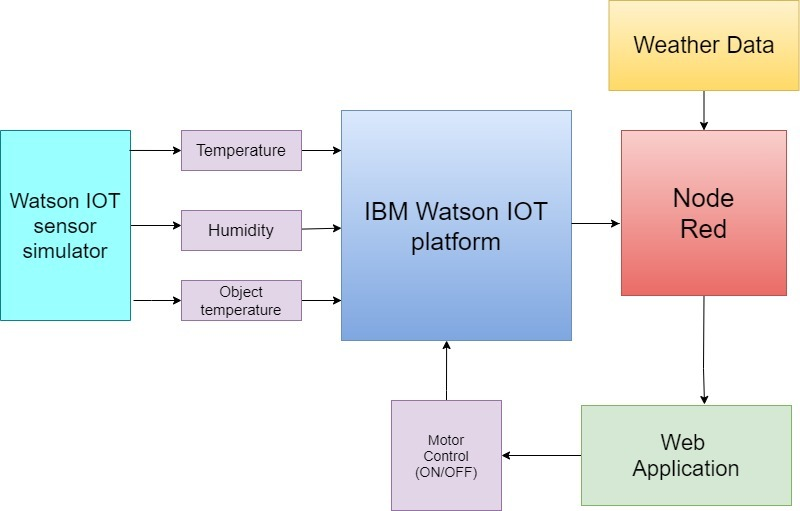 Weather Data
Watson IOT
sensor
simulator
Temperature
Humidity
Object
temperature
IBM Watson IOT
platform
Node
Red
Motor
Control
(ON/OFF)
Web
Application